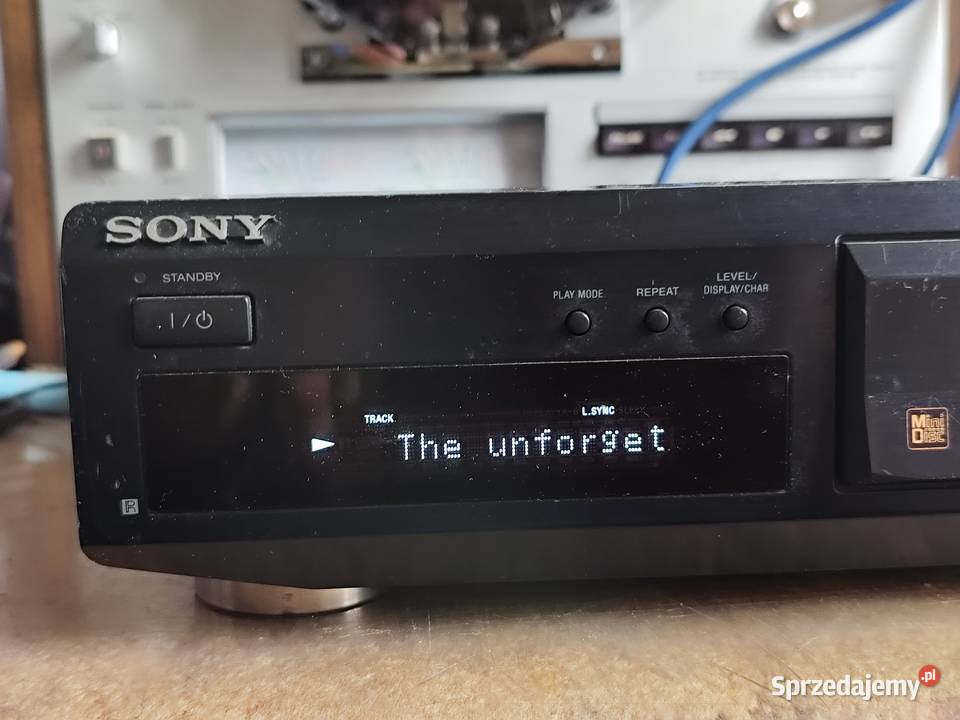 SONY
STANDBY
I/⏻
PLAY MODE
REPEAT
LEVEL/
DISPLAY/CHAR
TRACK
L.SYNC
The unforget
Mini
Disc
R
Sprzedajemy.pl